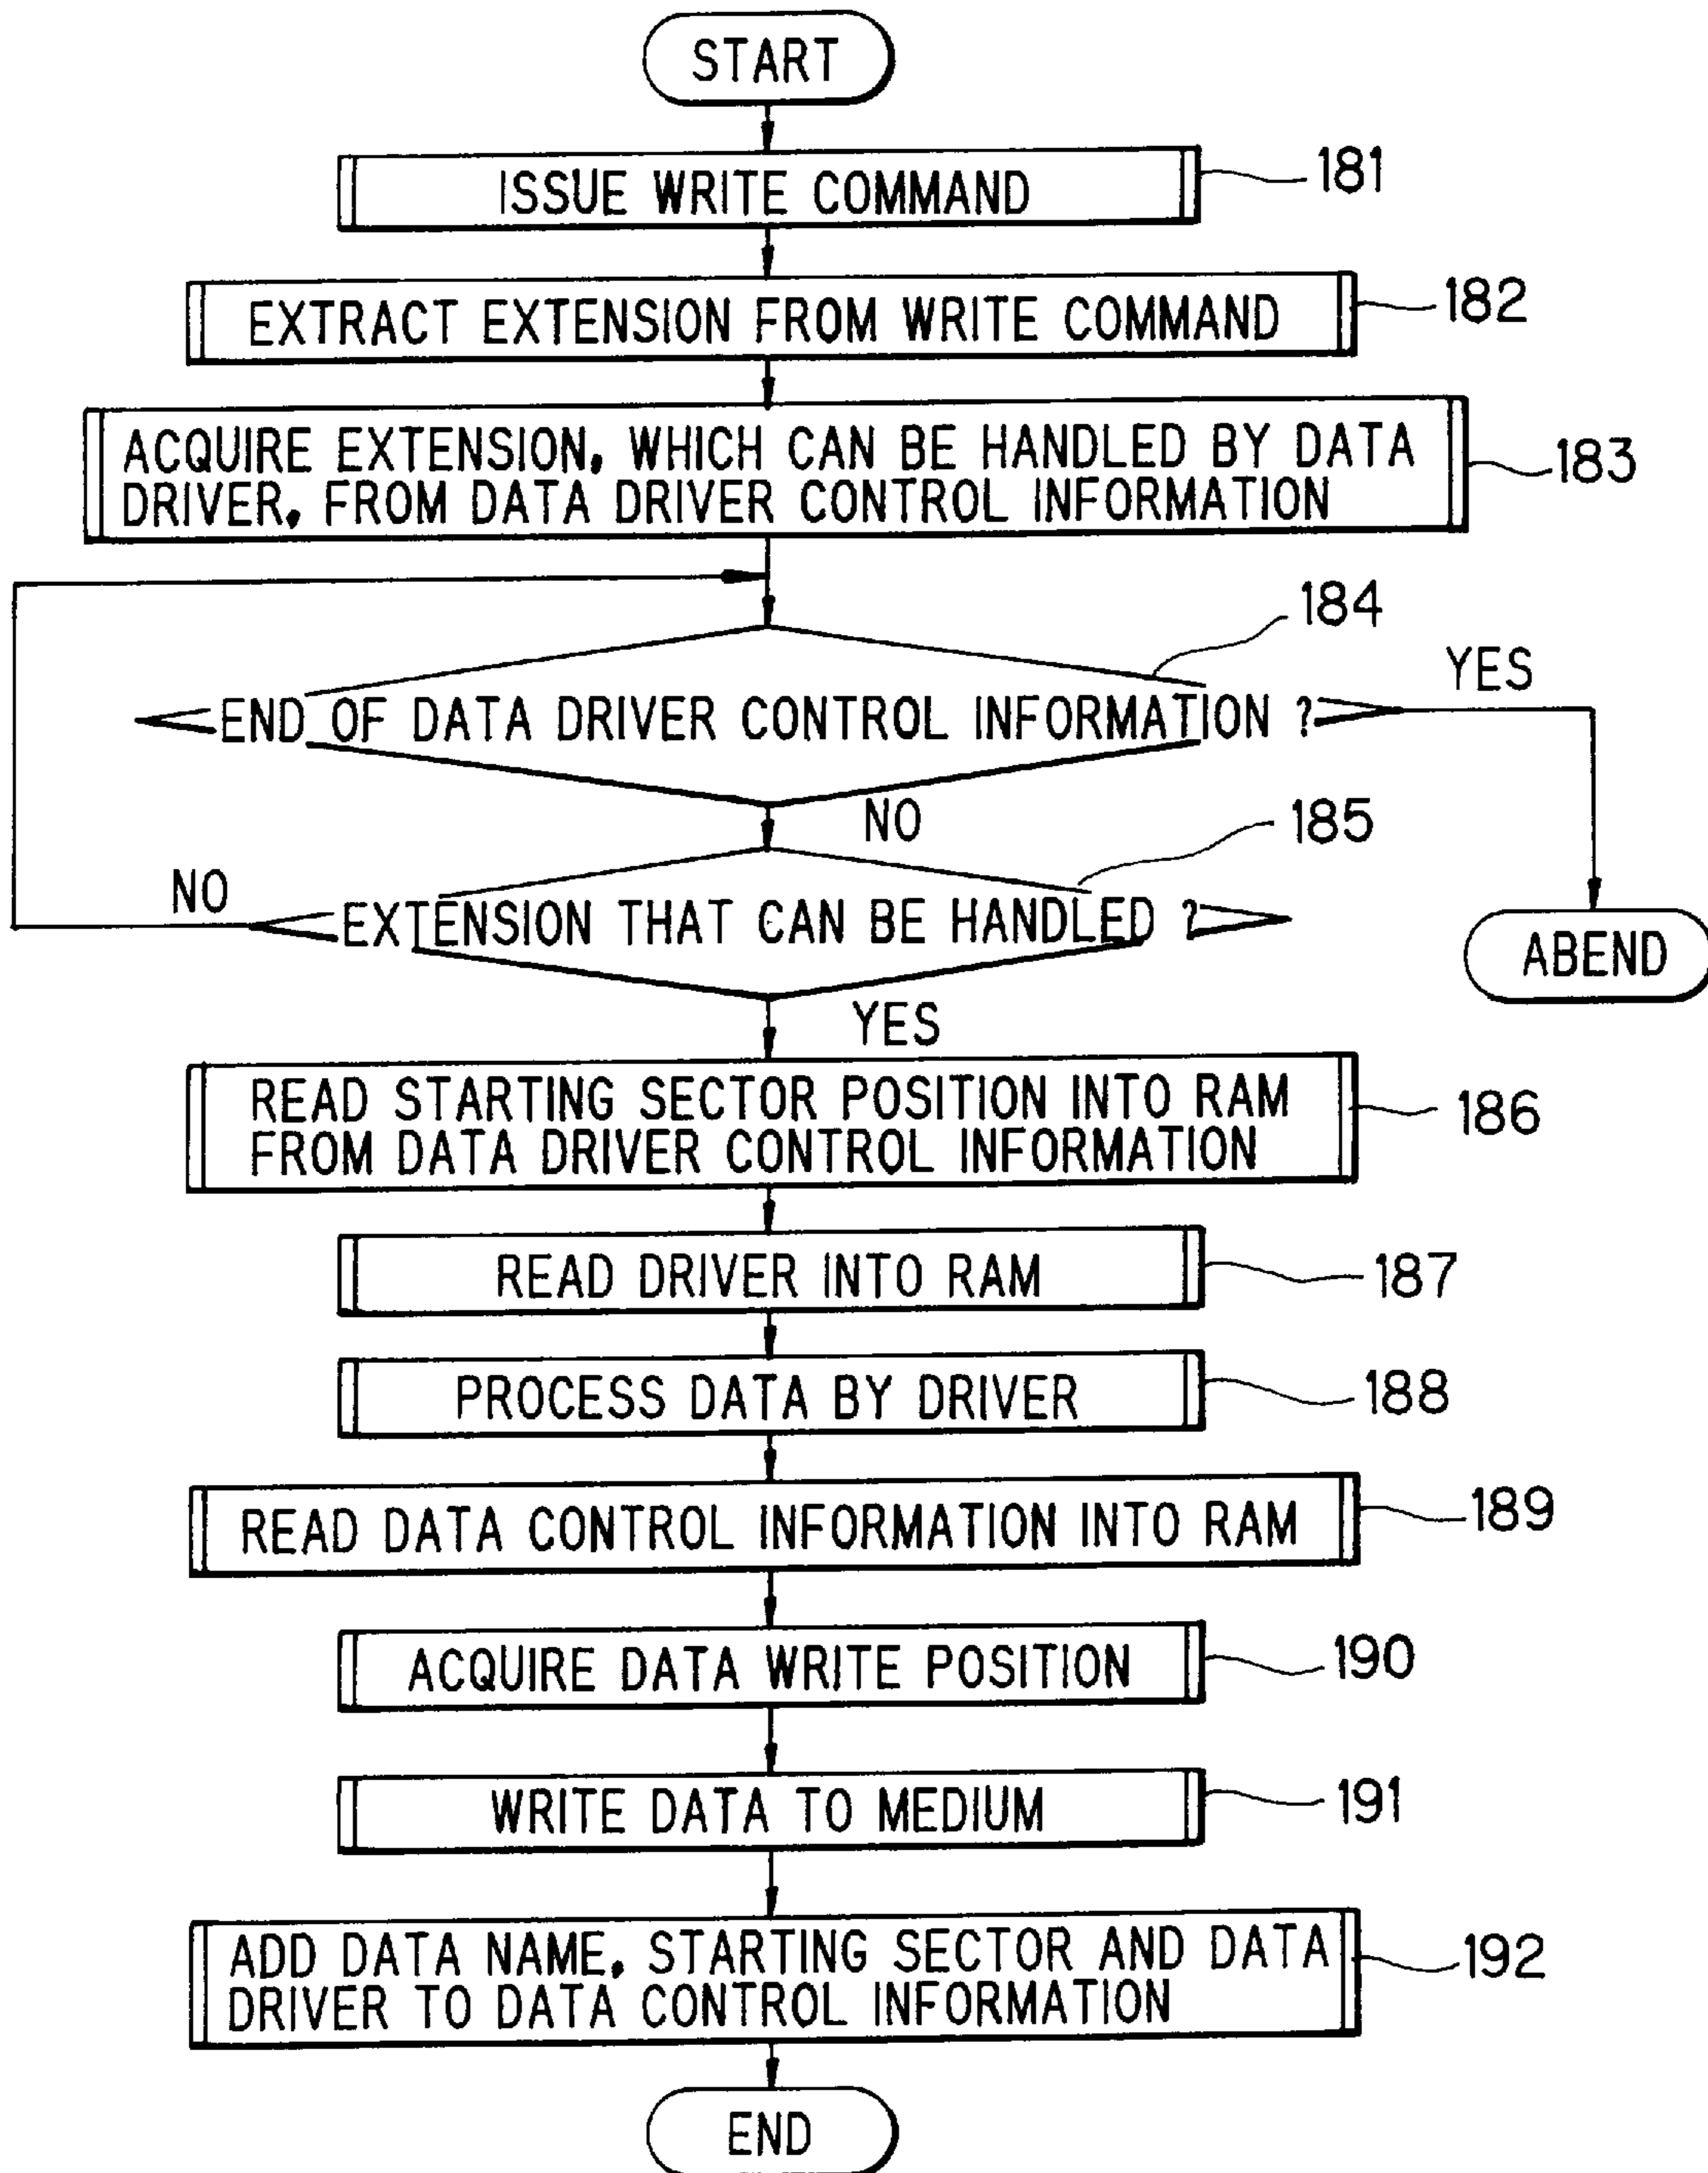 START
ISSUE WRITE COMMAND
181
EXTRACT EXTENSION FROM WRITE COMMAND
182
ACQUIRE EXTENSION, WHICH CAN BE HANDLED BY DATA
DRIVER, FROM DATA DRIVER CONTROL INFORMATION
183
184
END OF DATA DRIVER CONTROL INFORMATION ?
YES
NO
185
NO
EXTENSION THAT CAN BE HANDLED ?
ABEND
YES
READ STARTING SECTOR POSITION INTO RAM
FROM DATA DRIVER CONTROL INFORMATION
186
READ DRIVER INTO RAM
187
PROCESS DATA BY DRIVER
188
READ DATA CONTROL INFORMATION INTO RAM
189
ACQUIRE DATA WRITE POSITION
190
WRITE DATA TO MEDIUM
191
ADD DATA NAME, STARTING SECTOR AND DATA
DRIVER TO DATA CONTROL INFORMATION
192
END